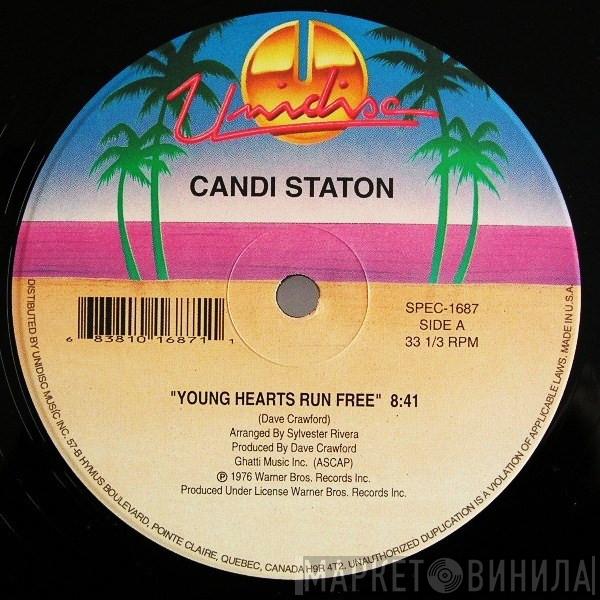 Unidisc
CANDI STATON
SPEC-1687
SIDE A
33 1/3 RPM
6 83810 16871 1
"YOUNG HEARTS RUN FREE" 8:41
(Dave Crawford)
Arranged By Sylvester Rivera
Produced By Dave Crawford
Ghatti Music Inc. (ASCAP)
℗ 1976 Warner Bros. Records Inc.
Produced Under License Warner Bros. Records Inc.
DISTRIBUTED BY UNIDISC MUSIC INC. 57-B HYMUS BOULEVARD, POINTE CLAIRE, QUEBEC, CANADA H9R 4T2. UNAUTHORIZED DUPLICATION IS A VIOLATION OF APPLICABLE LAWS. MADE IN U.S.A.
МАРКЕТ ВИНИЛА